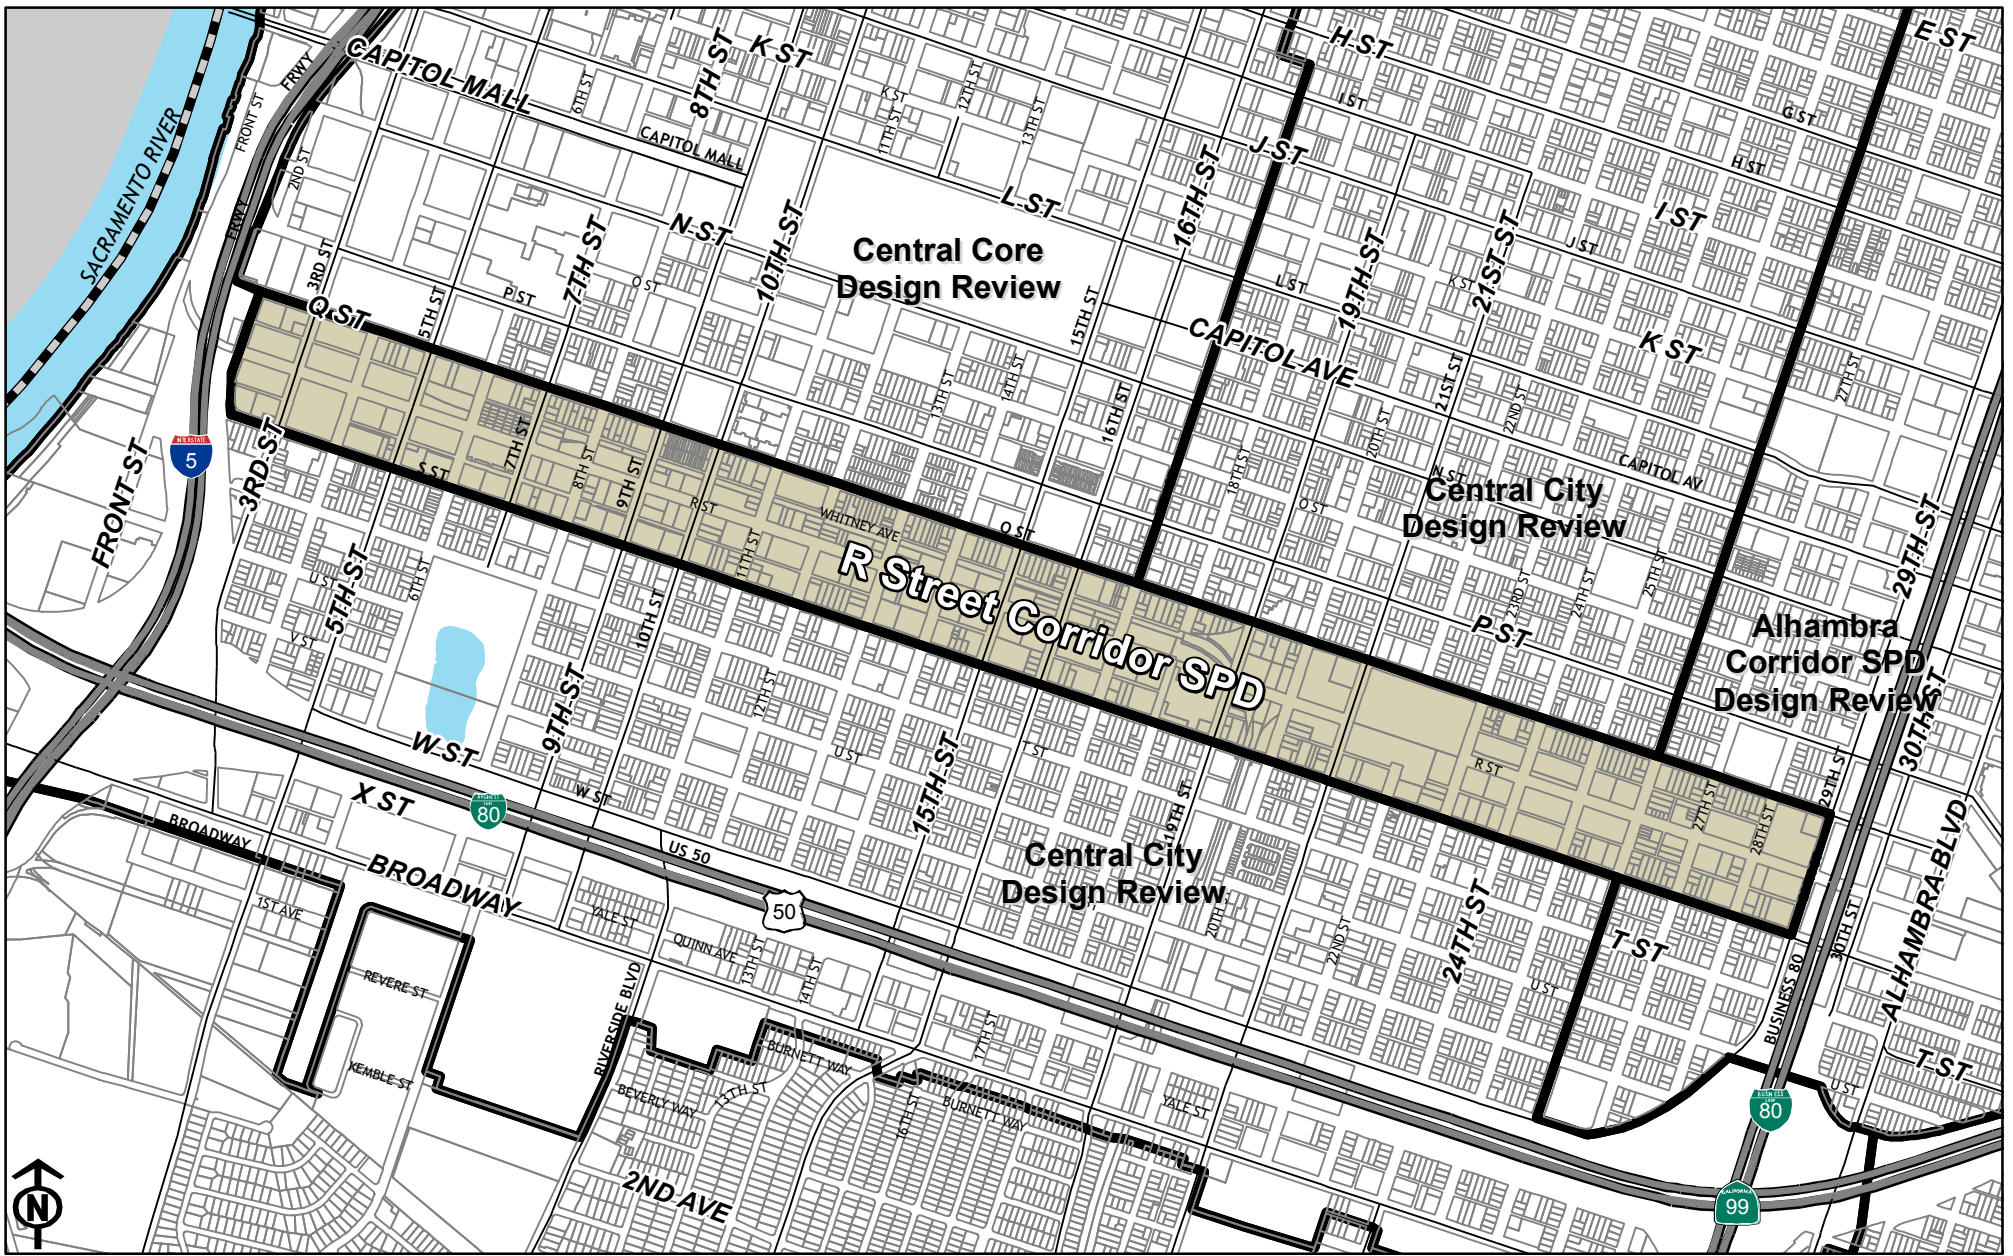 E ST
H ST
K ST
8TH ST
CAPITOL MALL
FRWY
6TH ST
12TH ST
K ST
I ST
G ST
FRONT ST
13TH ST
11TH ST
CAPITOL MALL
J ST
H ST
SACRAMENTO RIVER
2ND ST
16TH ST
L ST
I ST
N ST
10TH ST
7TH ST
21ST ST
19TH ST
J ST
FRWY
3RD ST
Central Core
Design Review
O ST
P ST
K ST
L ST
Q ST
5TH ST
15TH ST
CAPITOL AVE
K ST
27TH ST
14TH ST
13TH ST
16TH ST
21ST ST
22ND ST
20TH ST
INTERSTATE
5
3RD ST
S ST
7TH ST
8TH ST
9TH ST
18TH ST
N ST
CAPITOL AV
Central City
Design Review
FRONT ST
R ST
WHITNEY AVE
Q ST
O ST
29TH ST
11TH ST
R Street Corridor SPD
5TH ST
6TH ST
U ST
23RD ST
24TH ST
25TH ST
10TH ST
P ST
Alhambra
Corridor SPD
Design Review
V ST
12TH ST
9TH ST
30TH ST
W ST
U ST
T ST
15TH ST
R ST
29TH ST
X ST
W ST
BUSINESS
LOOP
80
19TH ST
27TH ST
28TH ST
BROADWAY
US 50
Central City
Design Review
BROADWAY
ALHAMBRA BLVD
1ST AVE
YALE ST
50
20TH ST
24TH ST
22ND ST
T ST
30TH ST
QUINN AVE
13TH ST
14TH ST
REVERE ST
U ST
BUSINESS 80
RIVERSIDE BLVD
17TH ST
BURNETT WAY
KEMBLE ST
BEVERLY WAY
13TH ST
16TH ST
BURNETT WAY
YALE ST
T ST
U ST
BUSINESS
LOOP
80
2ND AVE
N
CALIFORNIA
99